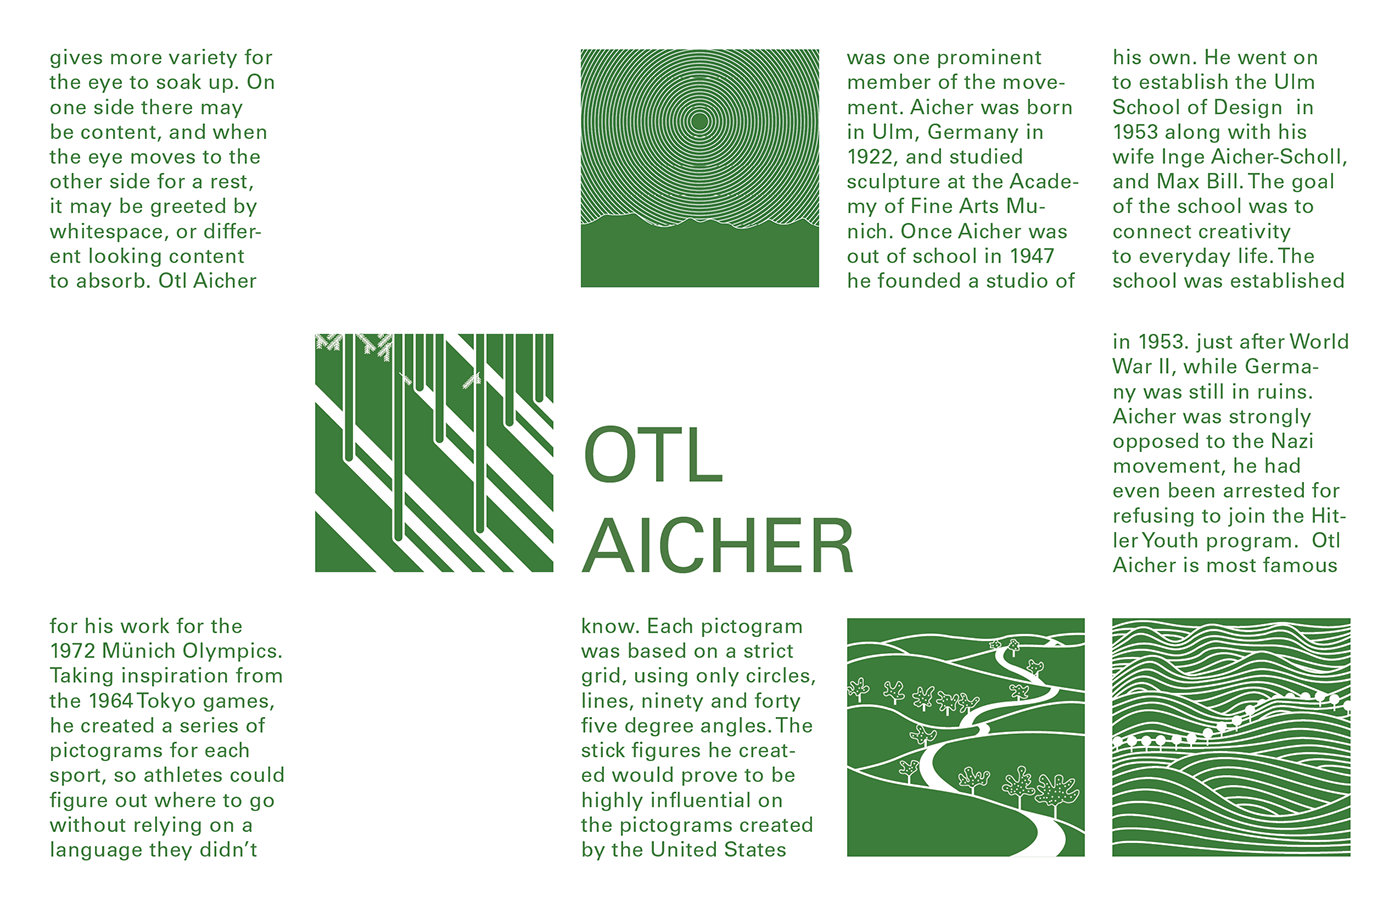 gives more variety for
the eye to soak up. On
one side there may
be content, and when
the eye moves to the
other side for a rest,
it may be greeted by
whitespace, or differ-
ent looking content
to absorb. Otl Aicher
was one prominent
member of the move-
ment. Aicher was born
in Ulm, Germany in
1922, and studied
sculpture at the Acade-
my of Fine Arts Mu-
nich. Once Aicher was
out of school in 1947
he founded a studio of
his own. He went on
to establish the Ulm
School of Design  in
1953 along with his
wife Inge Aicher-Scholl,
and Max Bill. The goal
of the school was to
connect creativity
to everyday life. The
school was established
OTL
AICHER
in 1953. just after World
War II, while Germa-
ny was still in ruins.
Aicher was strongly
opposed to the Nazi
movement, he had
even been arrested for
refusing to join the Hit-
ler Youth program.  Otl
Aicher is most famous
for his work for the
1972 Münich Olympics.
Taking inspiration from
the 1964 Tokyo games,
he created a series of
pictograms for each
sport, so athletes could
figure out where to go
without relying on a
language they didn’t
know. Each pictogram
was based on a strict
grid, using only circles,
lines, ninety and forty
five degree angles. The
stick figures he creat-
ed would prove to be
highly influential on
the pictograms created
by the United States